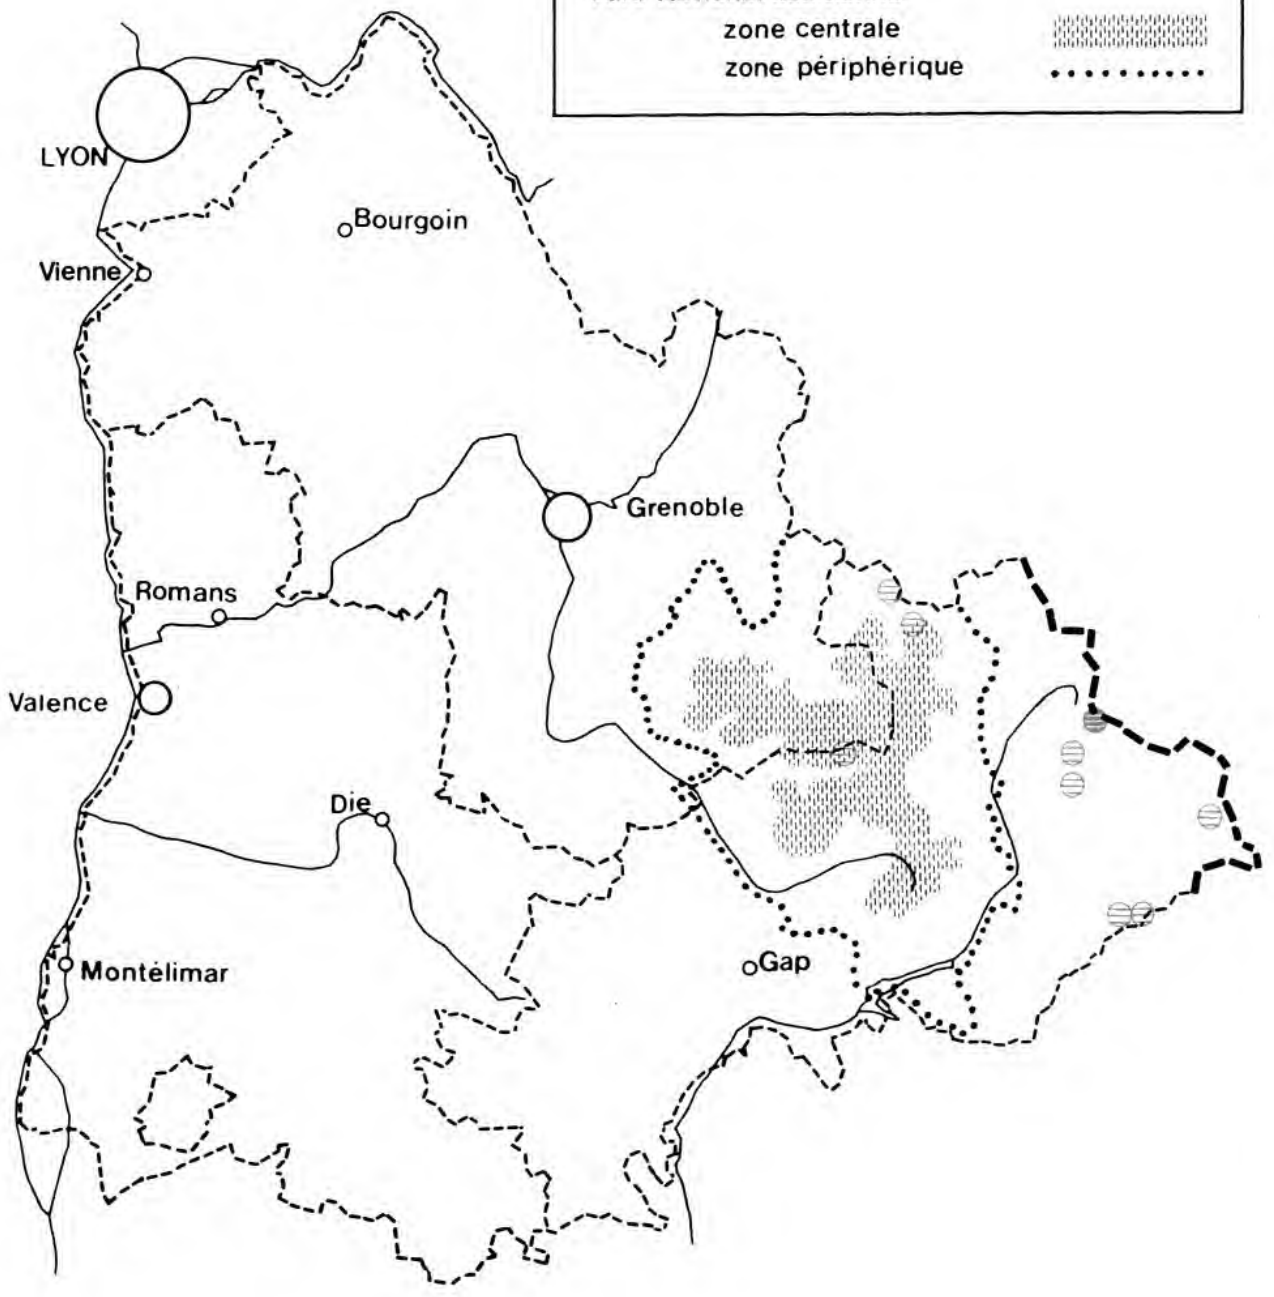 zone centrale
zone périphérique
LYON
Bourgoin
Vienne
Grenoble
Romans
Valence
Die
Gap
Montélimar